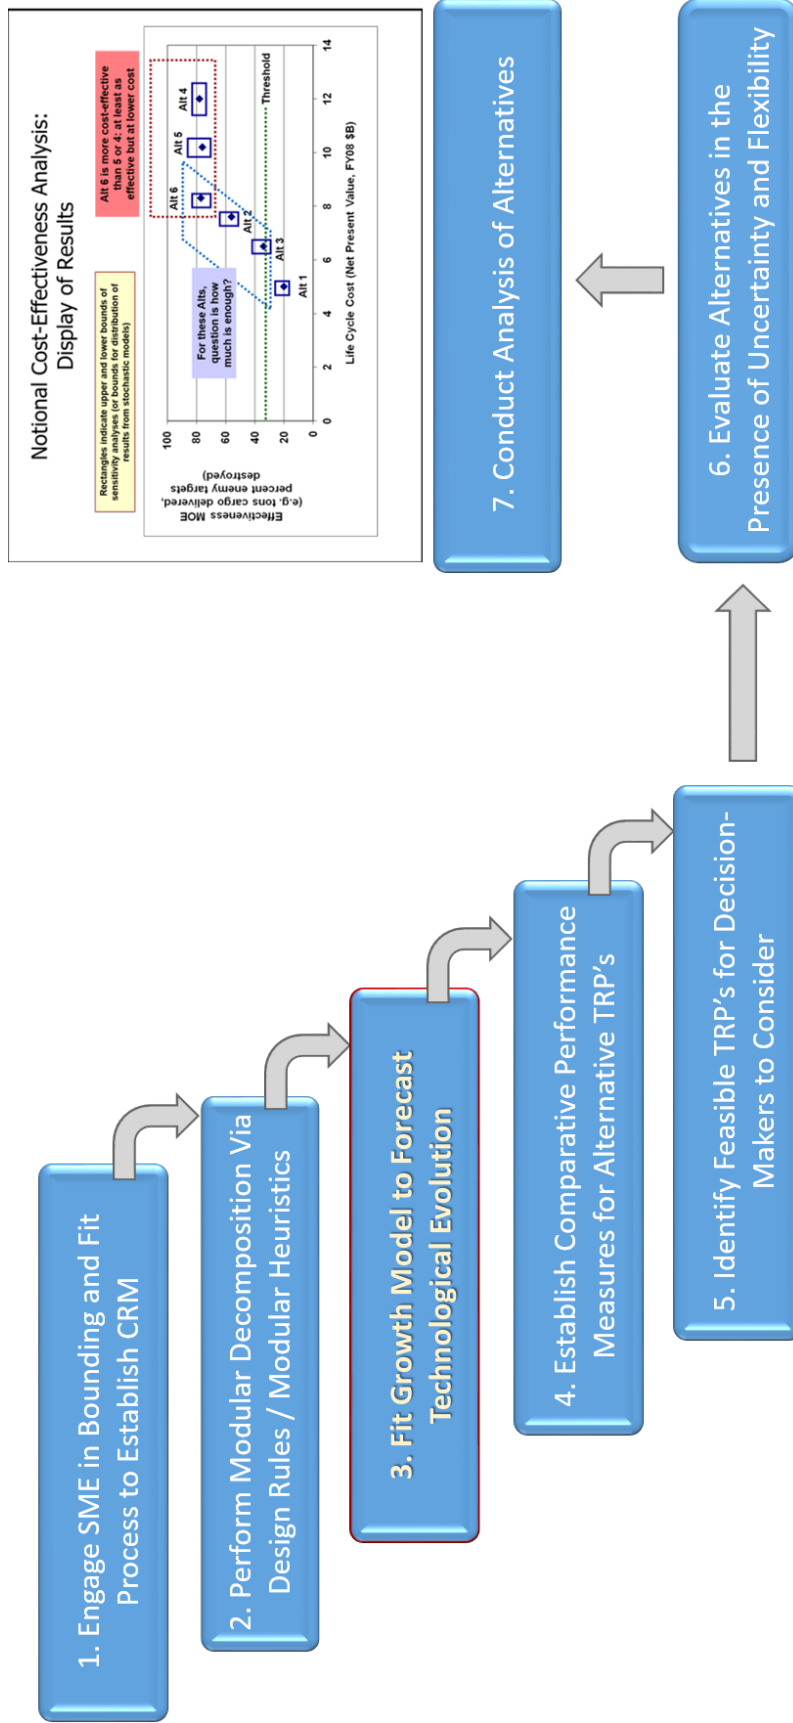 1. Engage SME in Bounding and Fit
Process to Establish CRM
2. Perform Modular Decomposition Via
Design Rules / Modular Heuristics
3. Fit Growth Model to Forecast
Technological Evolution
4. Establish Comparative Performance
Measures for Alternative TRP's
5. Identify Feasible TRP's for Decision-
Makers to Consider
6. Evaluate Alternatives in the
Presence of Uncertainty and Flexibility
7. Conduct Analysis of Alternatives
Notional Cost-Effectiveness Analysis:
Display of Results
Rectangles indicate upper and lower bounds of
sensitivity analyses (or bounds for distribution of
results from stochastic models)
Alt 6 is more cost-effective
than 5 or 4: at least as
effective but at lower cost
Effectiveness MOE
(e.g. tons cargo delivered,
percent enemy targets
destroyed)
100
80
60
40
20
0
For these Alts,
question is how
much is enough?
Alt 6
Alt 5
Alt 4
Alt 2
Alt 3
Alt 1
Threshold
0
2
4
6
8
10
12
14
Life Cycle Cost (Net Present Value, FY08 $B)